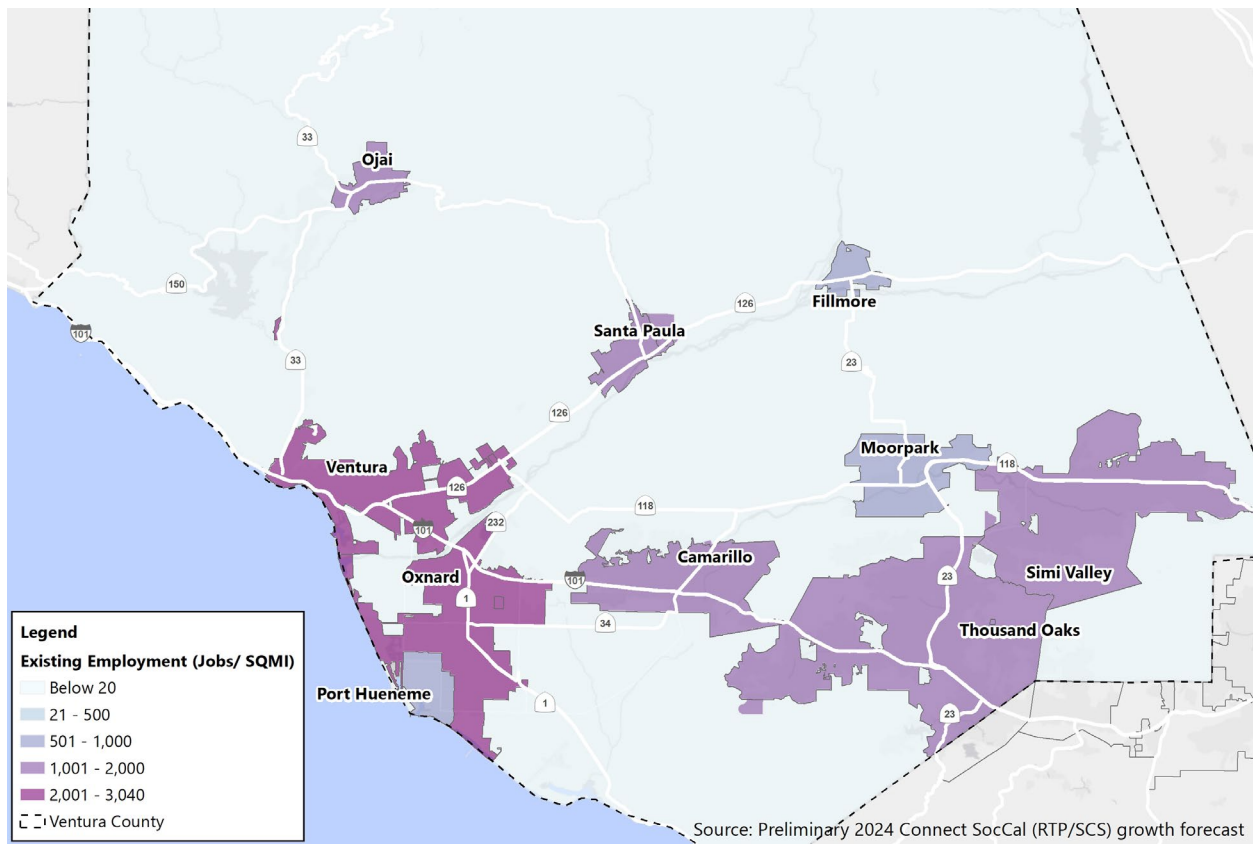 33
Ojai
150
126
Fillmore
Santa Paula
101
33
23
126
Moorpark
Ventura
118
126
118
232
101
Camarillo
Oxnard
101
23
Simi Valley
1
34
Thousand Oaks
Port Hueneme
1
23
Legend
Existing Employment (Jobs/ SQMI)
Below 20
21 - 500
501 - 1,000
1,001 - 2,000
2,001 - 3,040
Ventura County
Source: Preliminary 2024 Connect SocCal (RTP/SCS) growth forecast